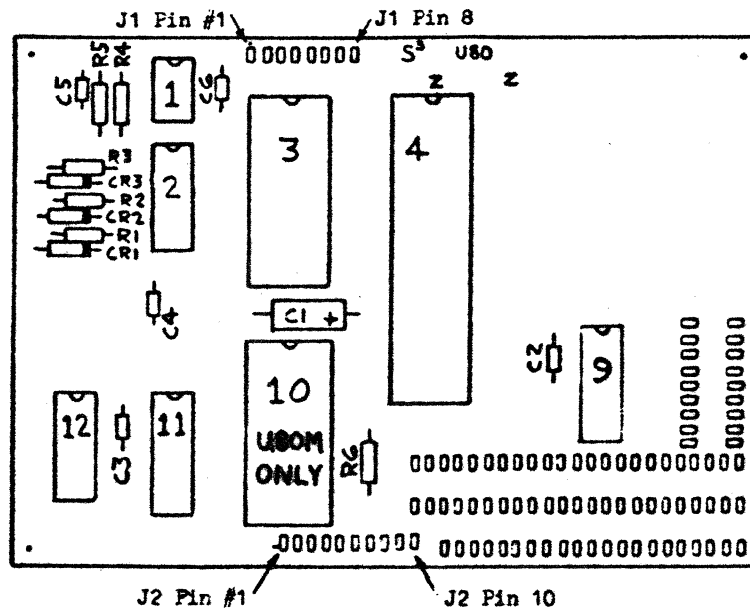 J1 Pin #1
J1 Pin 8
S³ U80
Z Z
C5
R5
R4
1
C6
3
4
2
R3
CR3
R2
CR2
R1
CR1
C4
C1 +
C2
9
10
U80M
ONLY
12
C3
11
R6
J2 Pin #1
J2 Pin 10